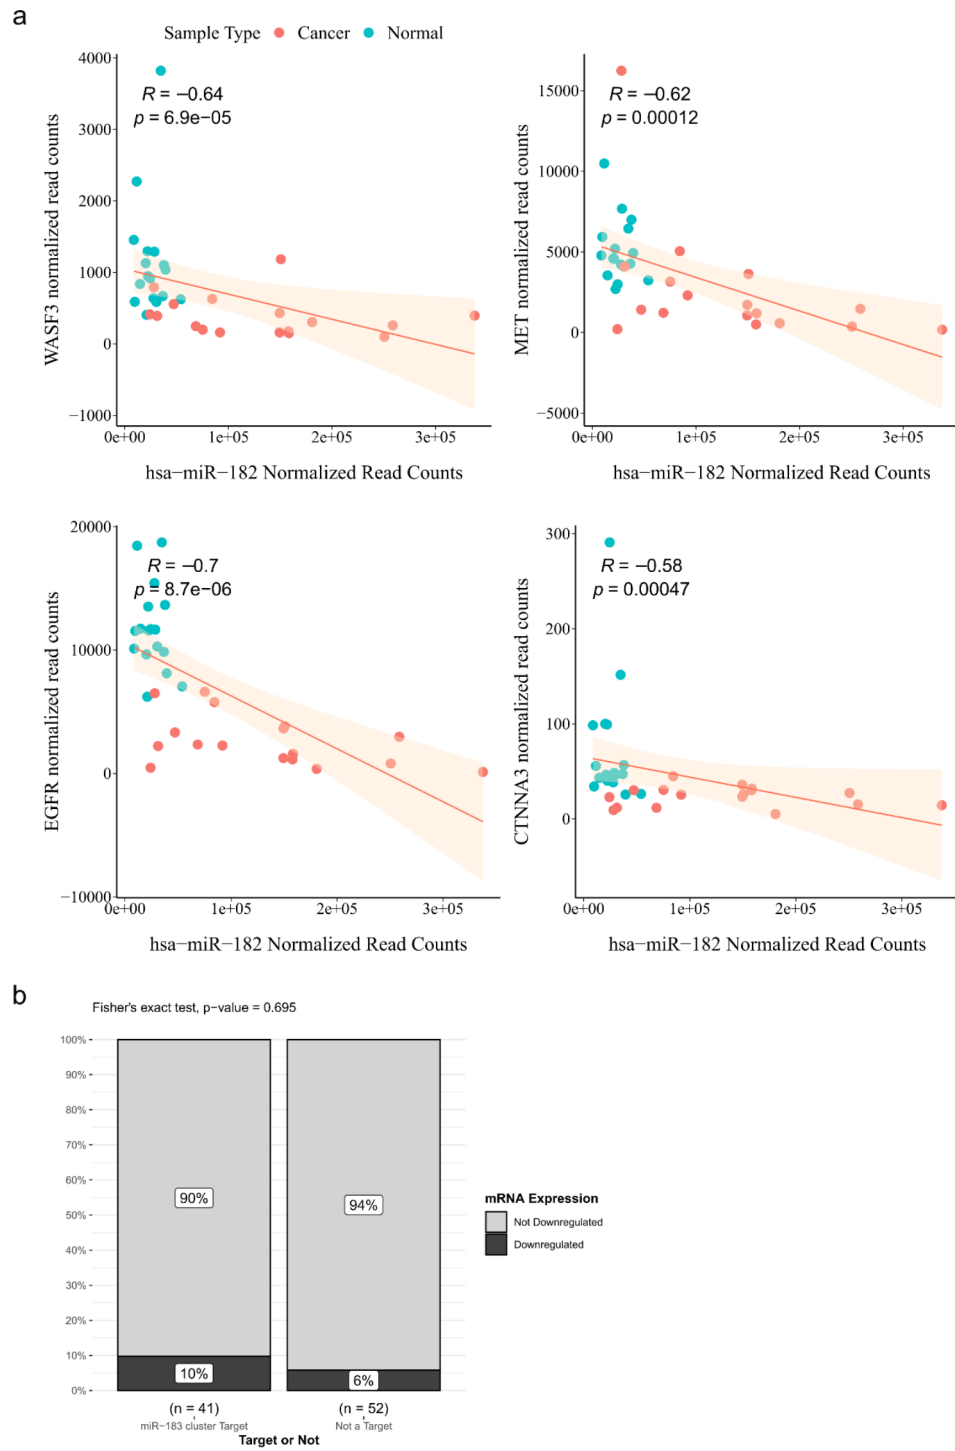 a
Sample Type Cancer Normal
R = −0.64
p = 6.9e−05
4000
3000
2000
1000
0
−1000
WASF3 normalized read counts
0e+00 1e+05 2e+05 3e+05
hsa−miR−182 Normalized Read Counts
R = −0.62
p = 0.00012
15000
10000
5000
0
−5000
MET normalized read counts
0e+00 1e+05 2e+05 3e+05
hsa−miR−182 Normalized Read Counts
R = −0.7
p = 8.7e−06
20000
10000
0
−10000
EGFR normalized read counts
0e+00 1e+05 2e+05 3e+05
hsa−miR−182 Normalized Read Counts
R = −0.58
p = 0.00047
300
200
100
0
CTNNA3 normalized read counts
0e+00 1e+05 2e+05 3e+05
hsa−miR−182 Normalized Read Counts
b
Fisher's exact test, p−value = 0.695
100%
90%
80%
70%
60%
50%
40%
30%
20%
10%
0%
90%
94%
10%
6%
(n = 41) (n = 52)
miR−183 cluster Target Not a Target
Target or Not
mRNA Expression
Not Downregulated
Downregulated